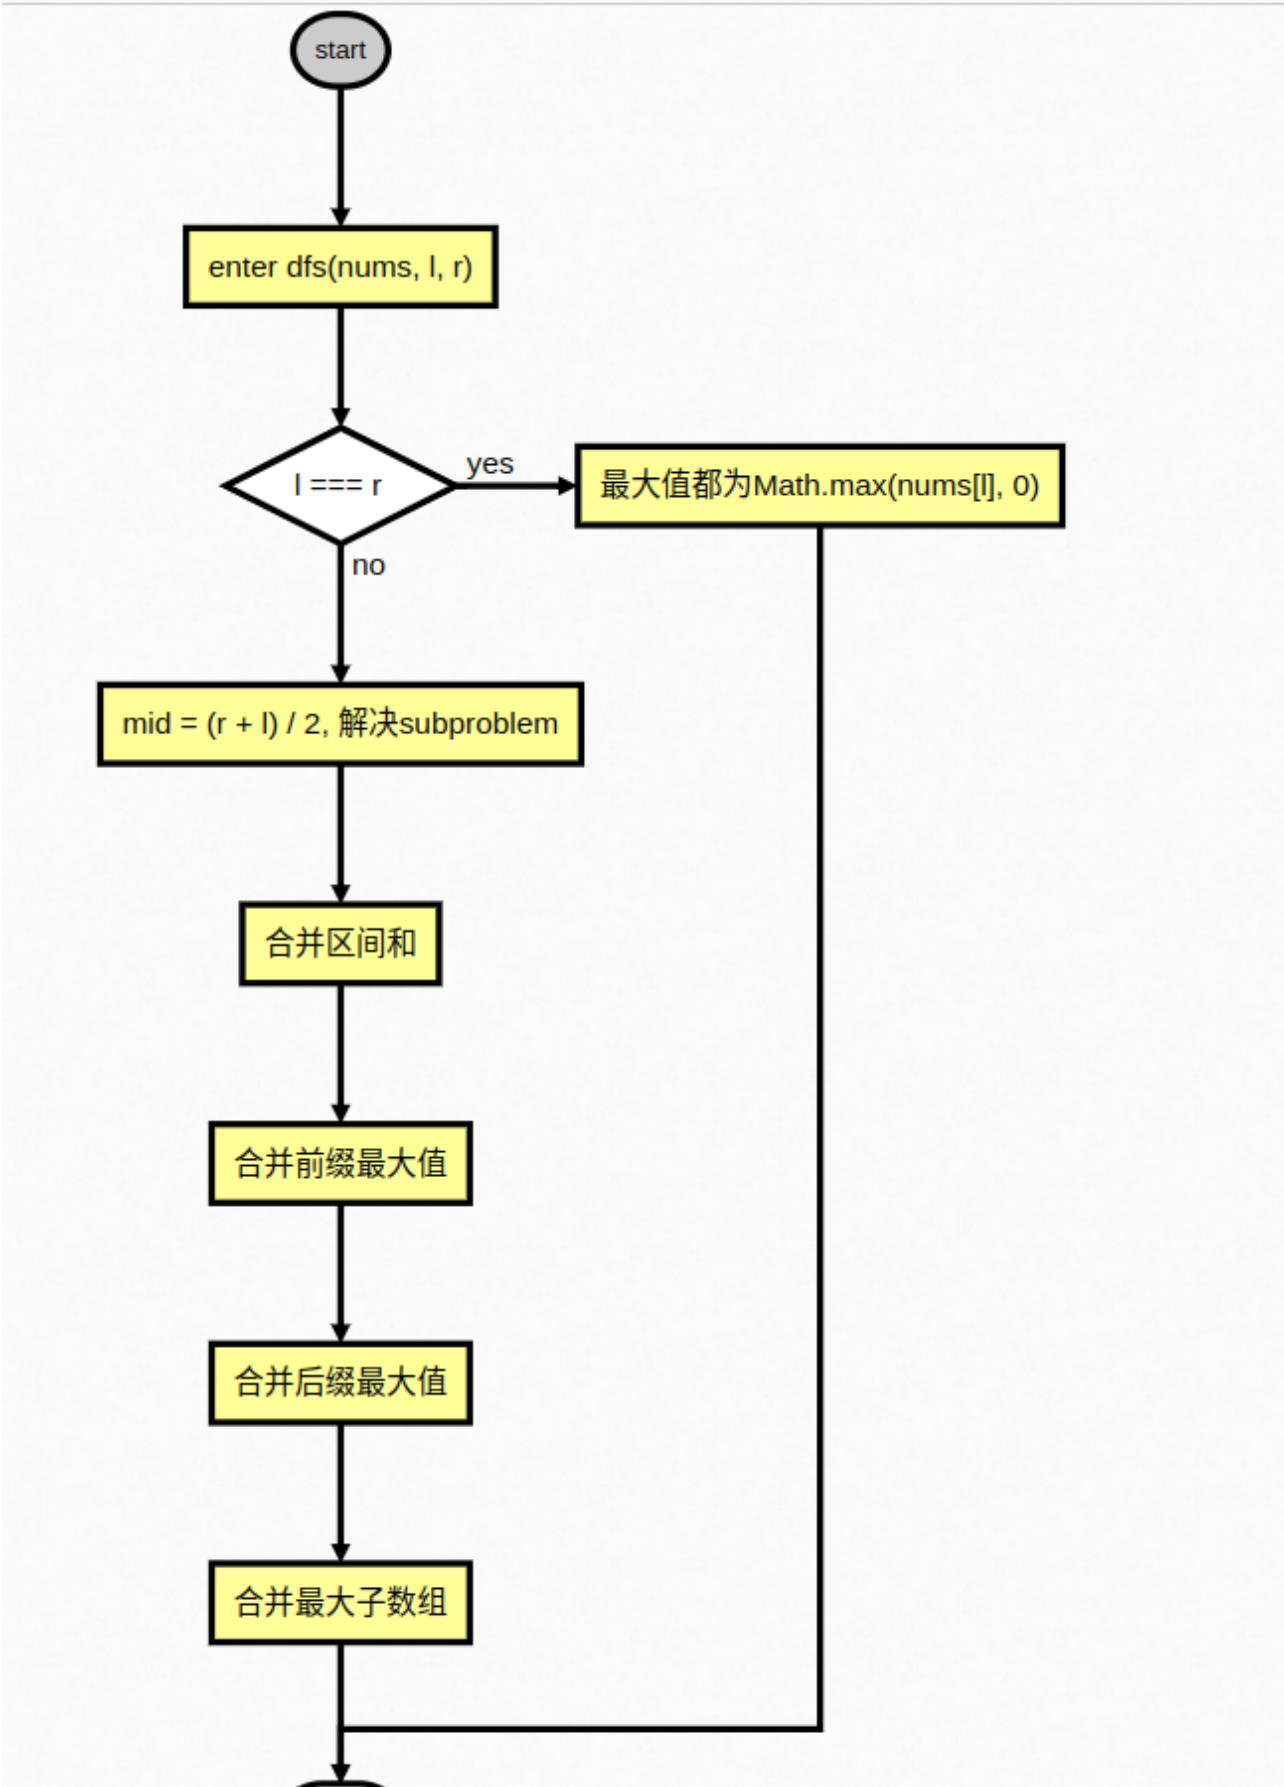 start
enter dfs(nums, l, r)
l === r
yes
最大值都为Math.max(nums[l], 0)
no
mid = (r + l) / 2, 解决subproblem
合并区间和
合并前缀最大值
合并后缀最大值
合并最大子数组